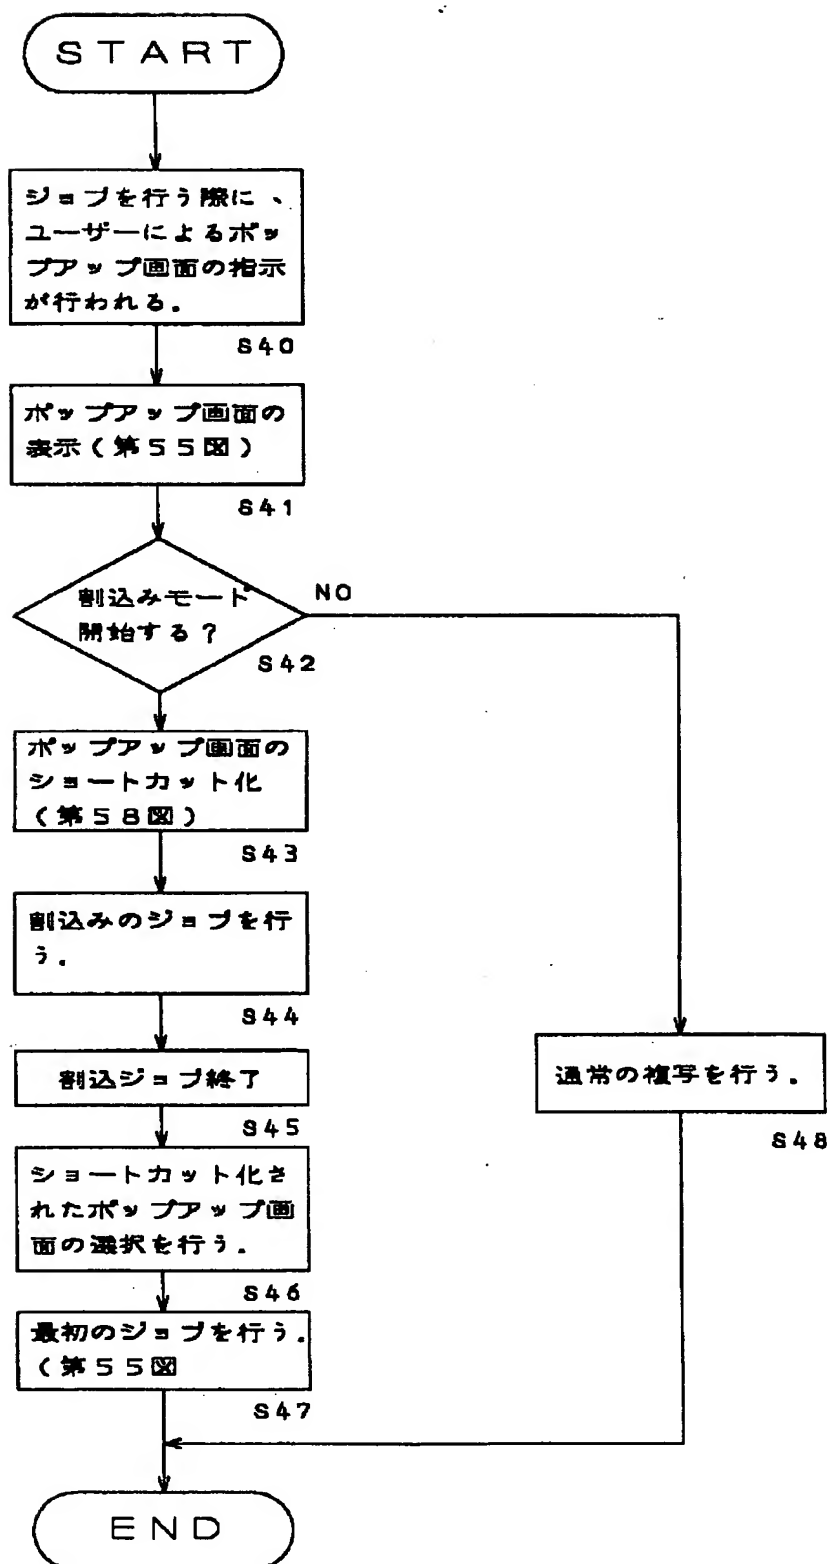 START
ジョブを行う際に、
ユーザーによるポッ
プアップ画面の指示
が行われる.
S40
ポップアップ画面の
表示(第55図)
S41
割込みモード
開始する?
NO
S42
ポップアップ画面の
ショートカット化
(第58図)
S43
割込みのジョブを行
う.
S44
割込ジョブ終了
S45
通常の複写を行う.
S48
ショートカット化さ
れたポップアップ画
面の選択を行う.
S46
最初のジョブを行う.
(第55図
S47
END